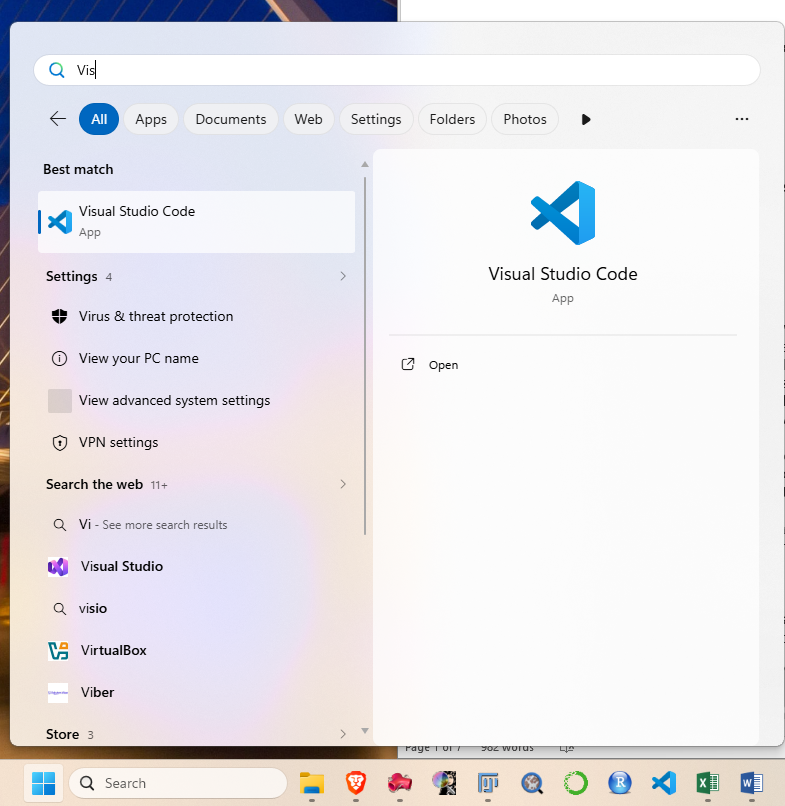 Vis
All
Apps
Documents
Web
Settings
Folders
Photos
Best match
Visual Studio Code
App
Settings 4
Virus & threat protection
View your PC name
View advanced system settings
VPN settings
Search the web 11+
Vi - See more search results
Visual Studio
visio
VirtualBox
Viber
Store 3
Visual Studio Code
App
Open
Page 1 of 7 982 words
Search